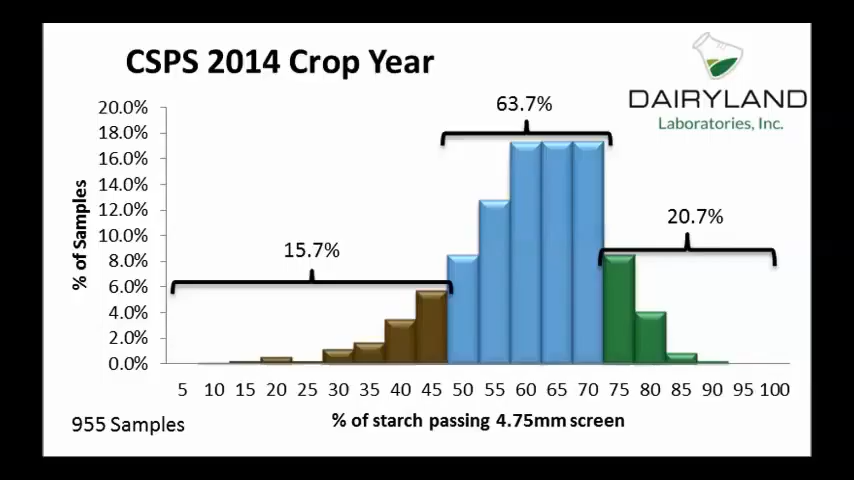 CSPS 2014 Crop Year
DAIRYLAND
Laboratories, Inc.
63.7%
20.7%
15.7%
% of Samples
20.0%
18.0%
16.0%
14.0%
12.0%
10.0%
8.0%
6.0%
4.0%
2.0%
0.0%
5 10 15 20 25 30 35 40 45 50 55 60 65 70 75 80 85 90 95 100
% of starch passing 4.75mm screen
955 Samples